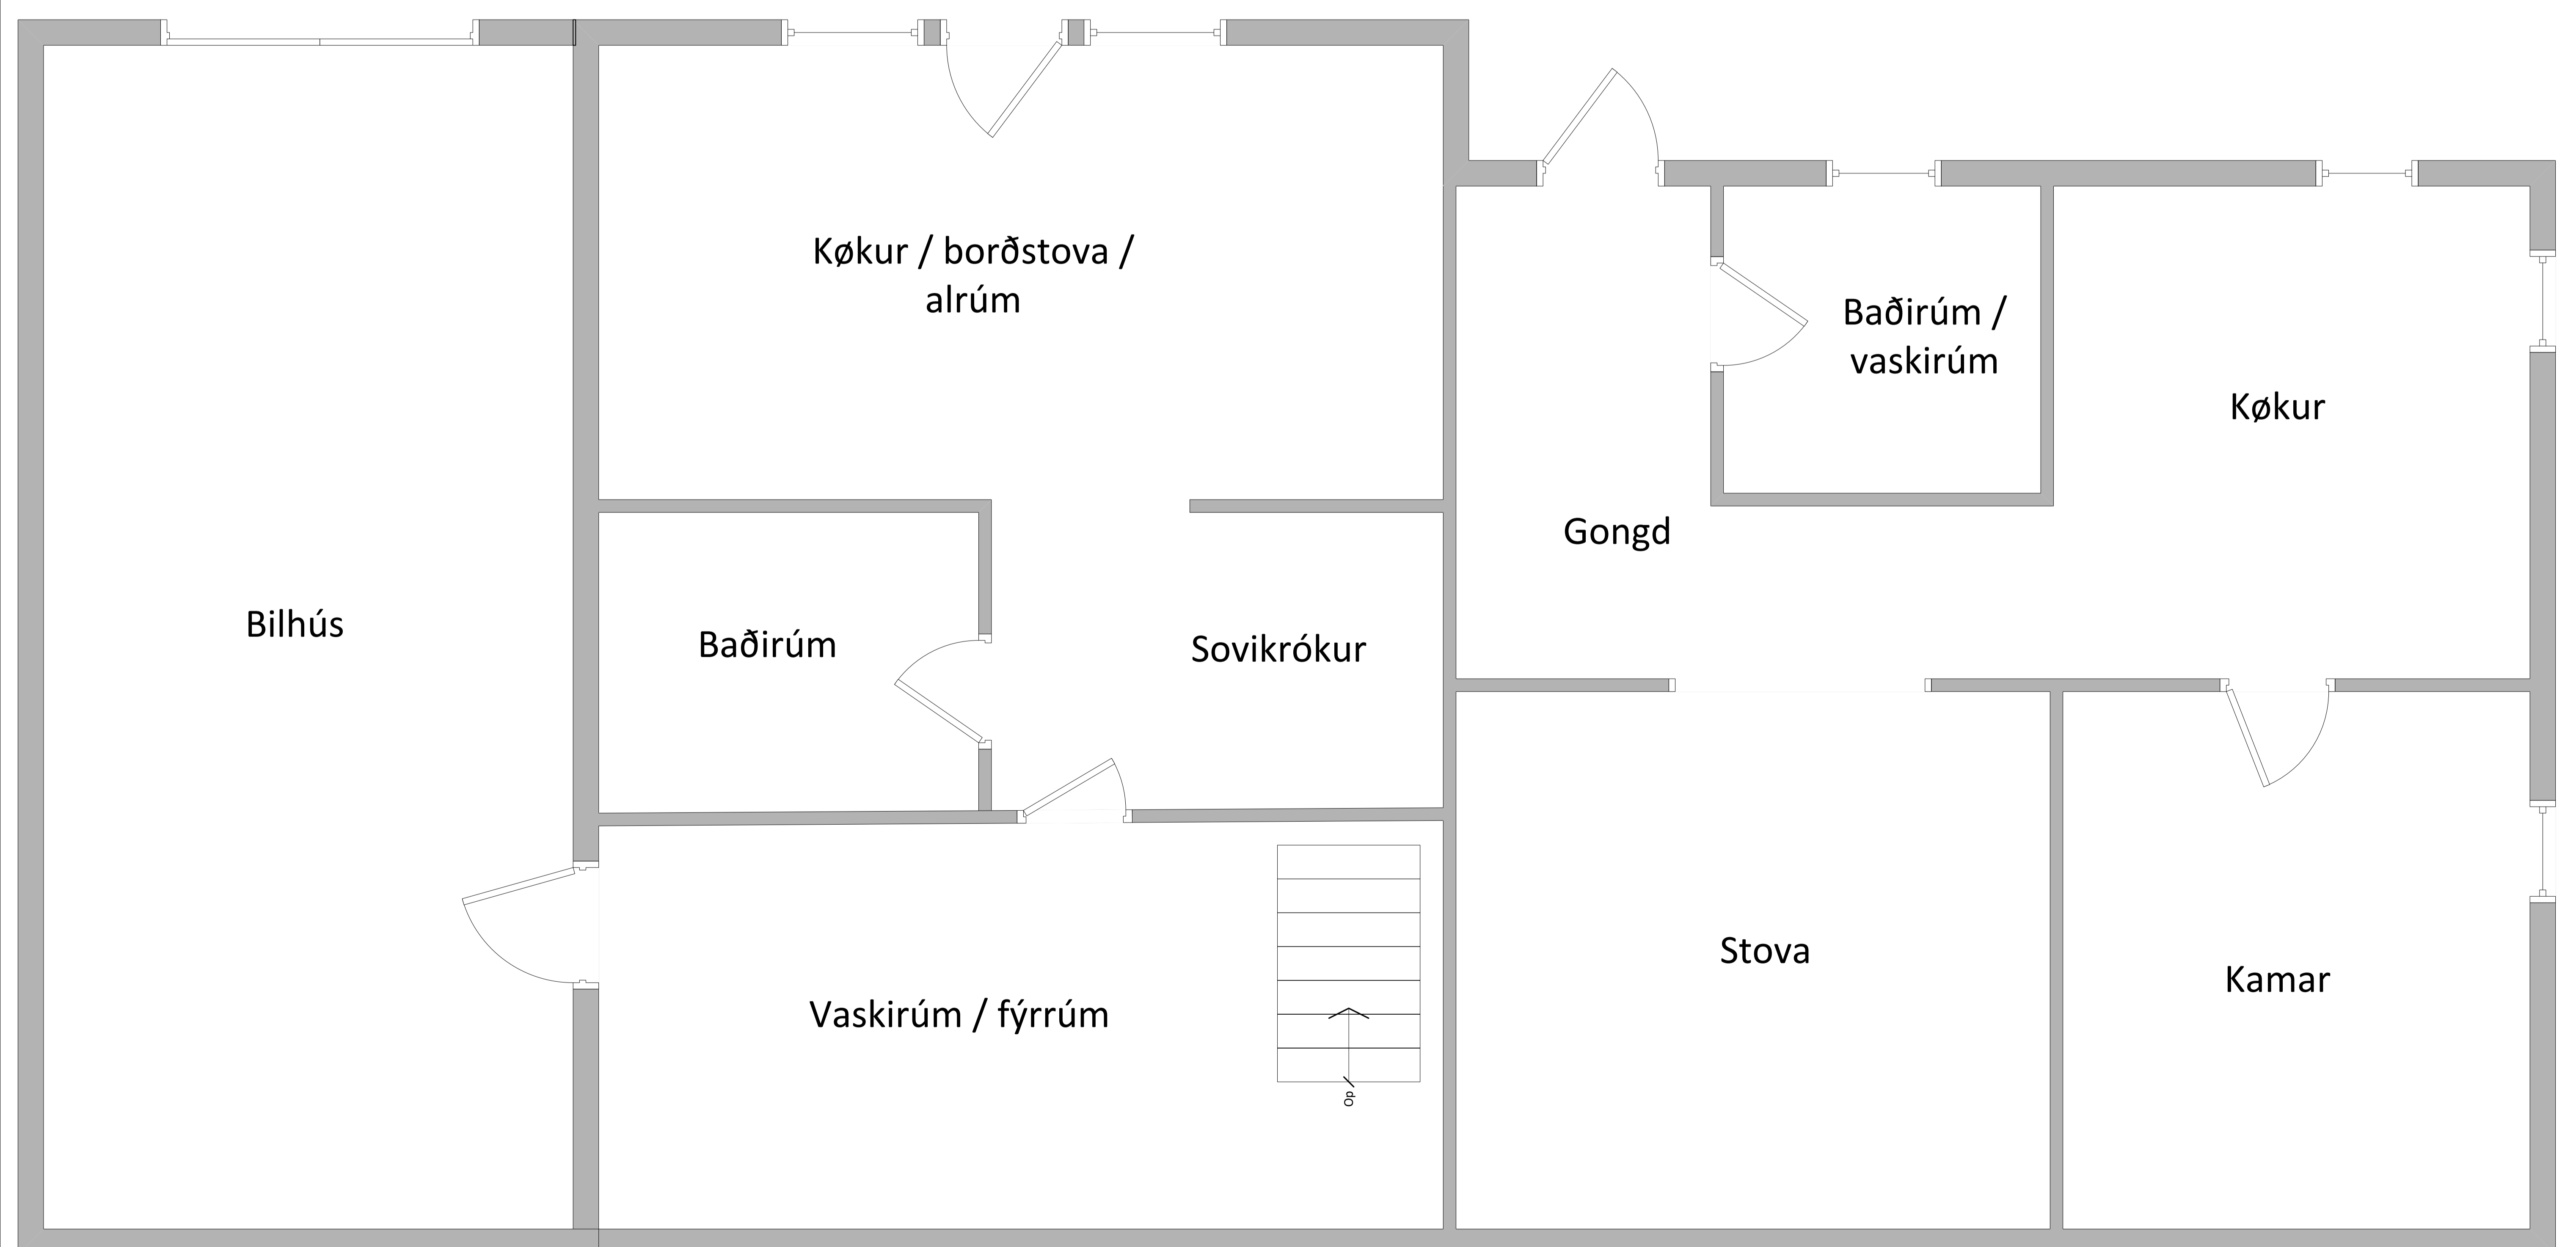 Køkur / borðstova /
alrúm
Baðirúm /
vaskirúm
Køkur
Gongd
Bilhús
Baðirúm
Sovikrókur
Stova
Kamar
Vaskirúm / fýrrúm
Op